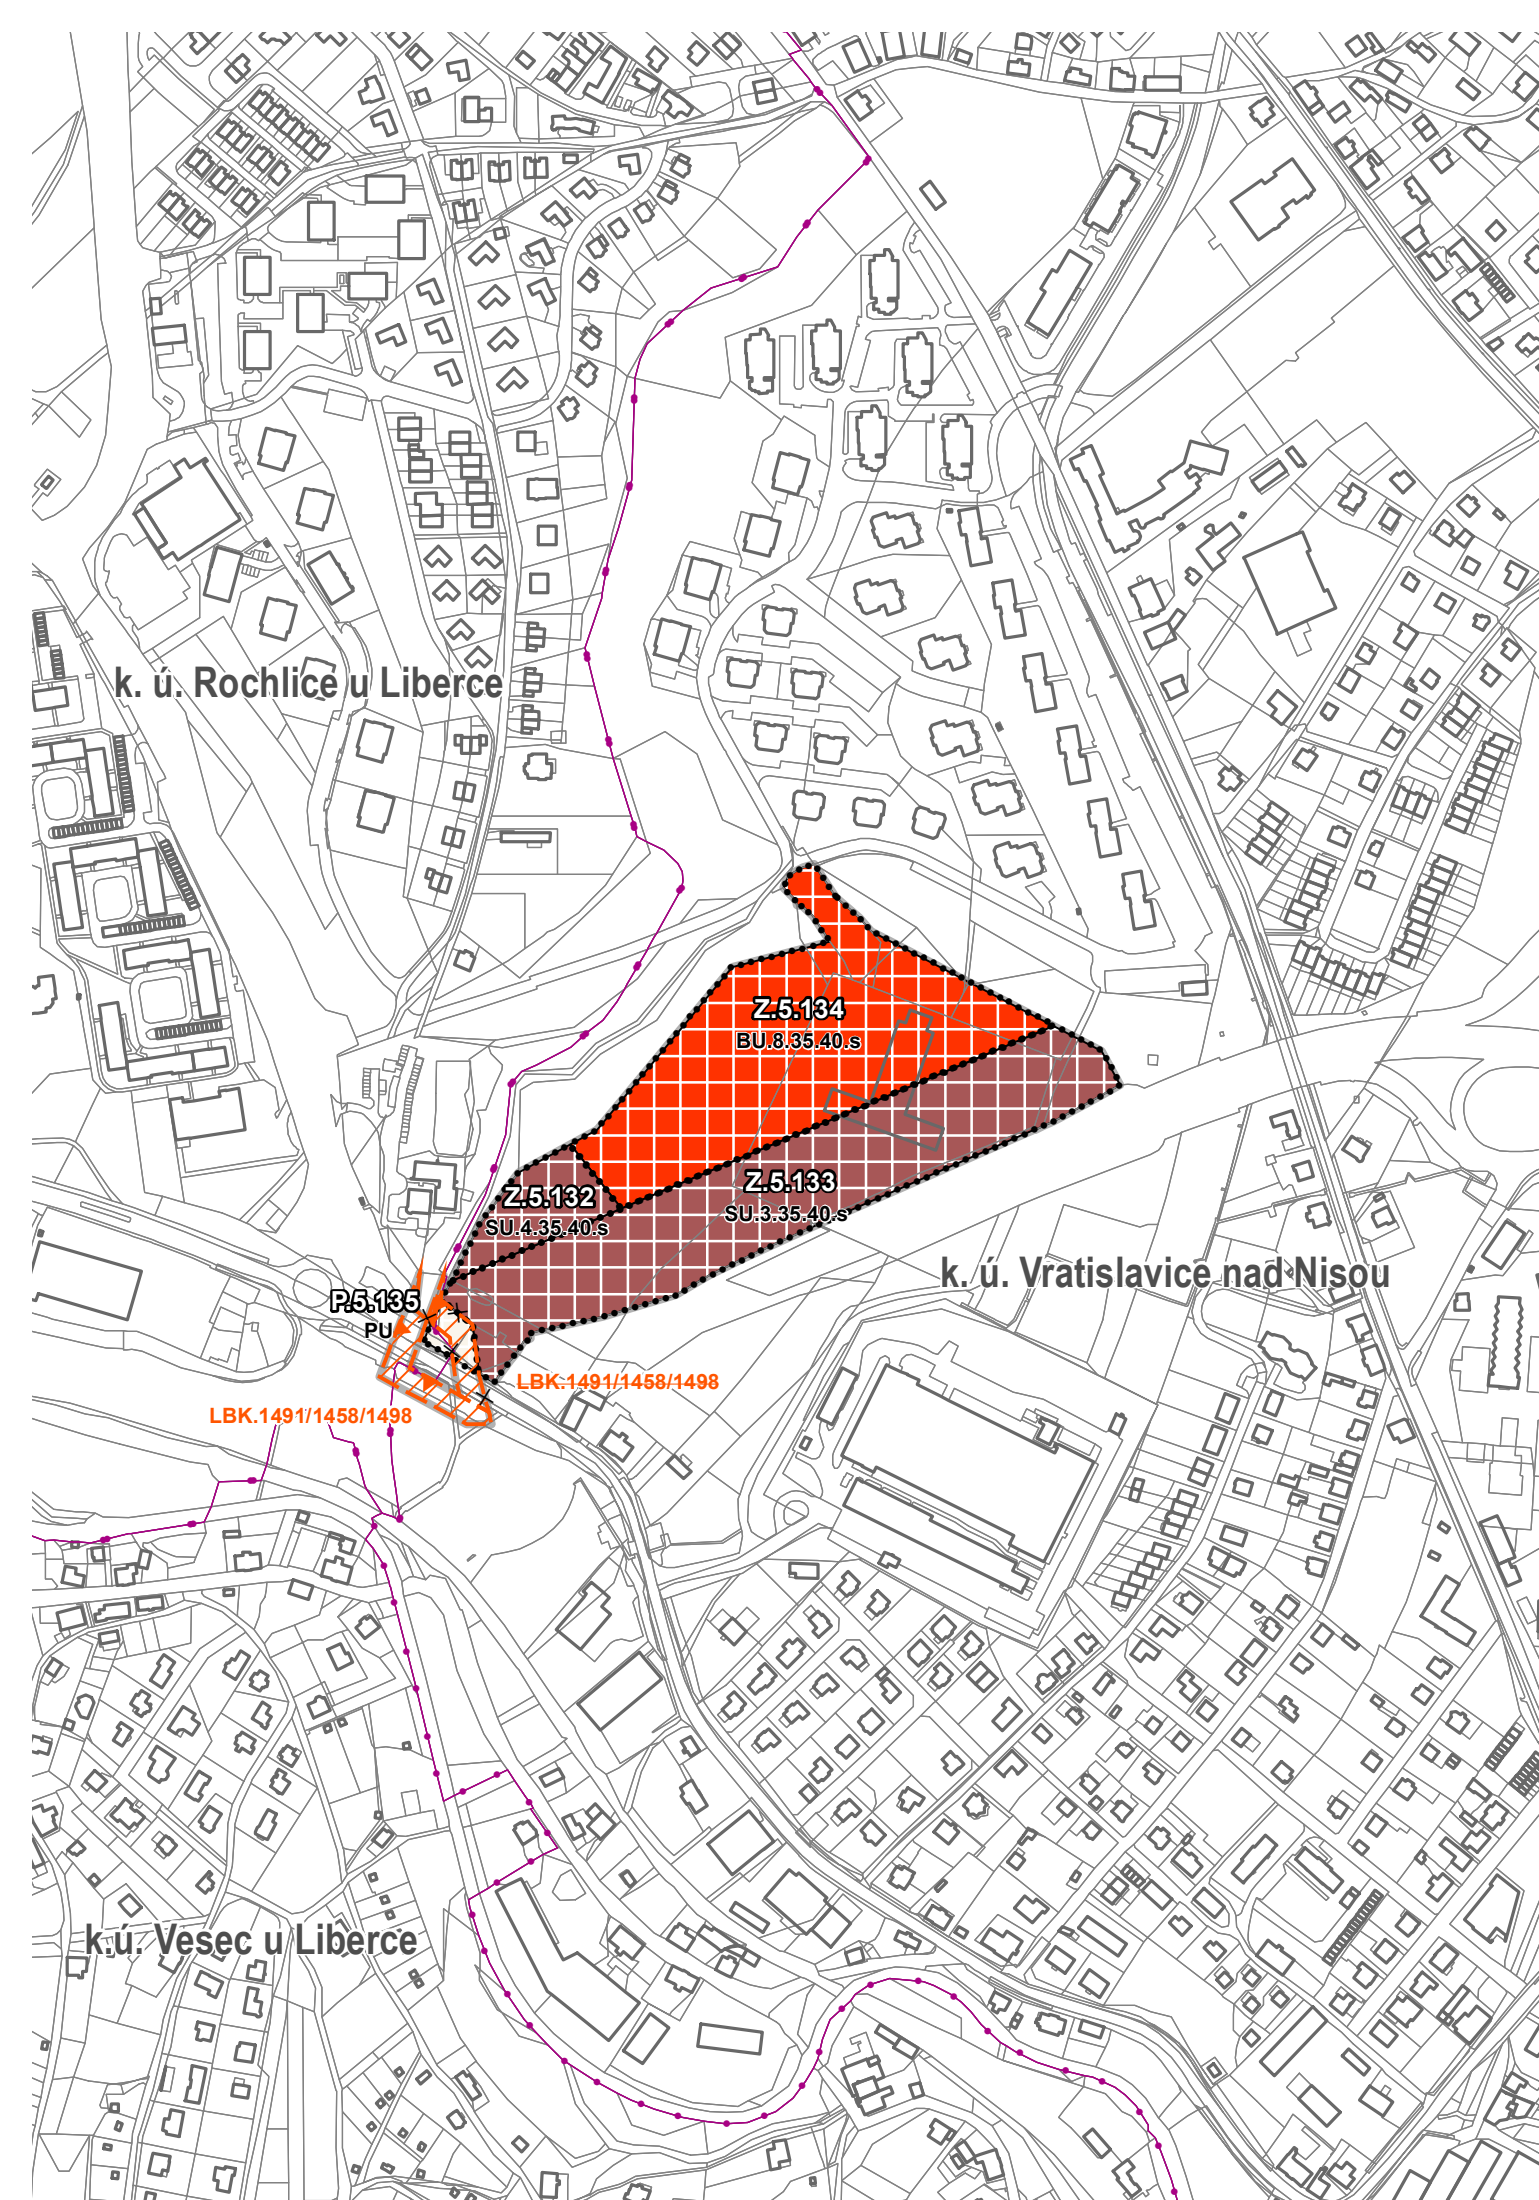 k. ú. Rochlice u Liberce
Z.5.134
BU.8.35.40.s
Z.5.132
SU.4.35.40.s
Z.5.133
SU.3.35.40.s
k. ú. Vratislavice nad Nisou
P.5.135
PU
LBK.1491/1458/1498
LBK.1491/1458/1498
k.ú. Vesec u Liberce